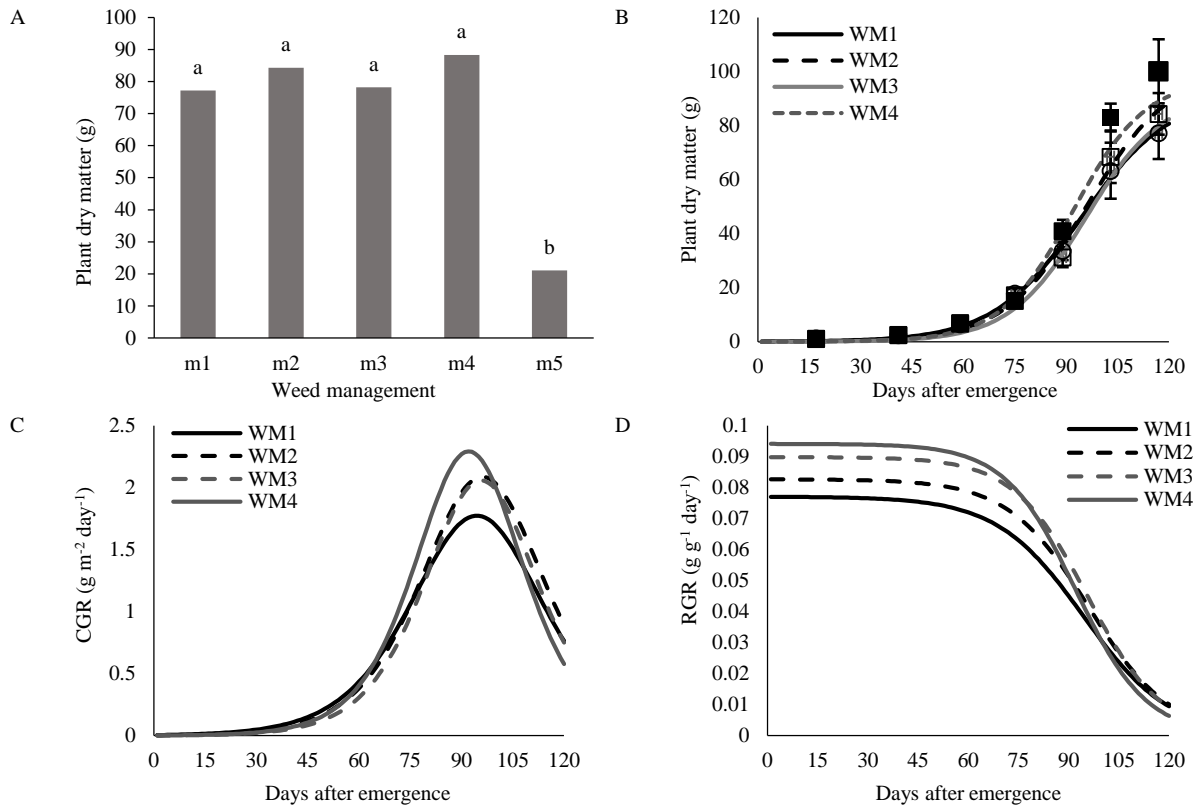 A
Plant dry matter (g)
100
90
80
70
60
50
40
30
20
10
0
a
a
a
a
b
m1 m2 m3 m4 m5
Weed management
B
Plant dry matter (g)
120
100
80
60
40
20
0
WM1
WM2
WM3
WM4
0 15 30 45 60 75 90 105 120
Days after emergence
C
CGR (g m⁻² day⁻¹)
2.5
2
1.5
1
0.5
0
WM1
WM2
WM3
WM4
0 15 30 45 60 75 90 105 120
Days after emergence
D
RGR (g g⁻¹ day⁻¹)
0.1
0.09
0.08
0.07
0.06
0.05
0.04
0.03
0.02
0.01
0
WM1
WM2
WM3
WM4
0 15 30 45 60 75 90 105 120
Days after emergence